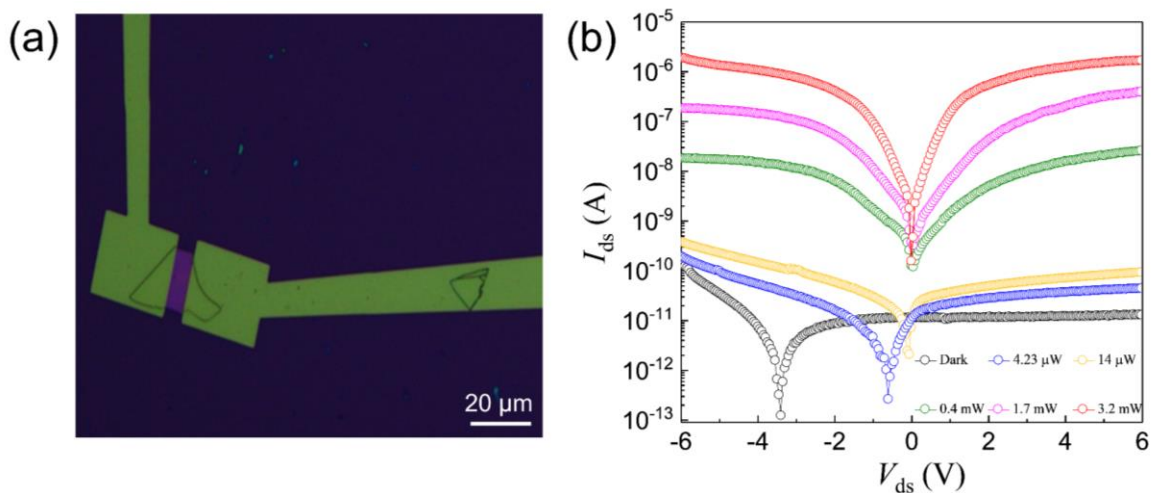 (a)
20 μm
(b)
10⁻⁵
10⁻⁶
10⁻⁷
10⁻⁸
10⁻⁹
10⁻¹⁰
10⁻¹¹
10⁻¹²
10⁻¹³
I_ds (A)
Dark 4.23 μW 14 μW
0.4 mW 1.7 mW 3.2 mW
-6 -4 -2 0 2 4 6
V_ds (V)